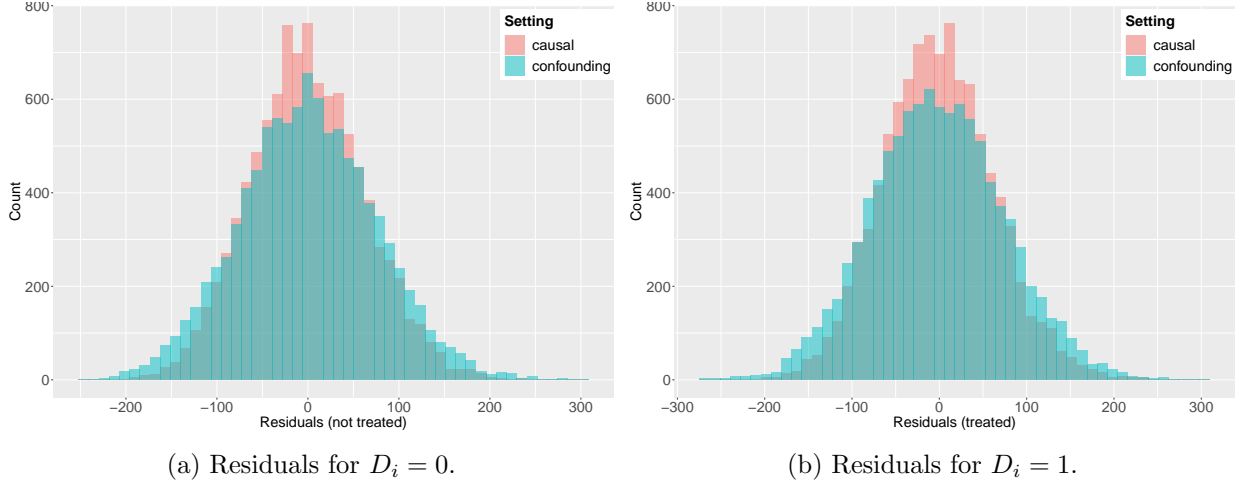 800
600
400
200
0
Count
−200
−100
0
100
200
300
Residuals (not treated)
Setting
causal
confounding
(a) Residuals for $D_i = 0$.
800
600
400
200
0
Count
−300
−200
−100
0
100
200
300
Residuals (treated)
Setting
causal
confounding
(b) Residuals for $D_i = 1$.